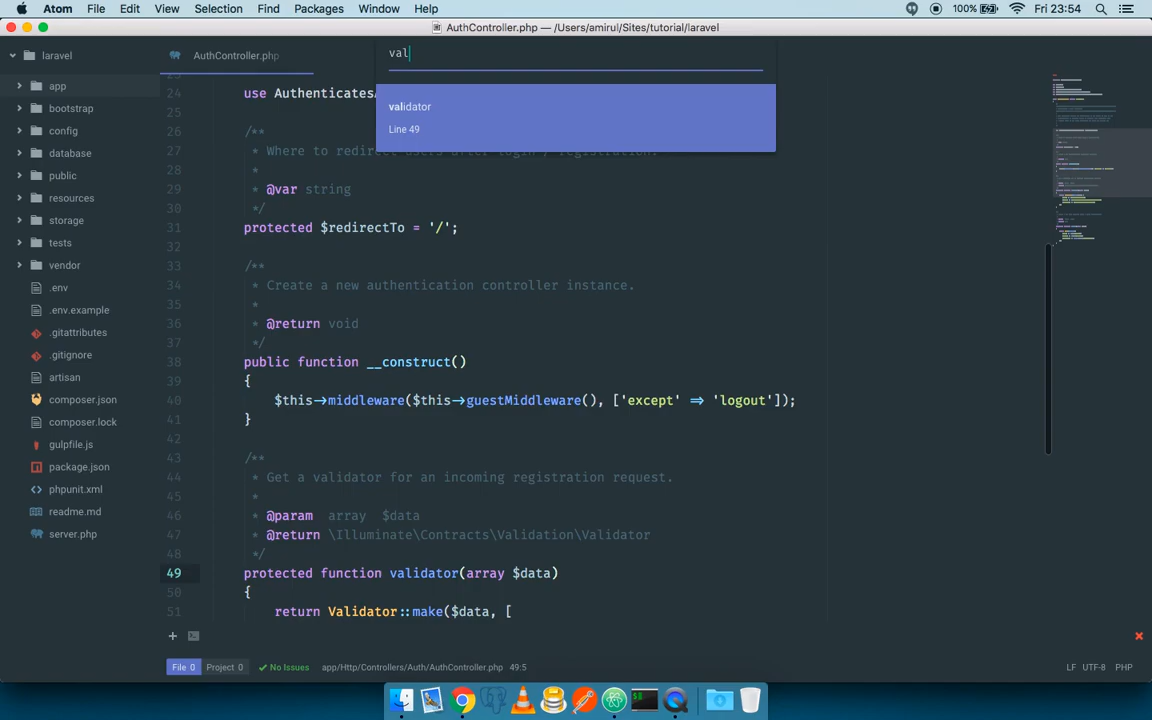 Atom File Edit View Selection Find Packages Window Help 100% Fri 23:54
AuthController.php — /Users/amirul/Sites/tutorial/laravel
laravel
app
bootstrap
config
database
public
resources
storage
tests
vendor
.env
.env.example
.gitattributes
.gitignore
artisan
composer.json
composer.lock
gulpfile.js
package.json
phpunit.xml
readme.md
server.php
AuthController.php
val
validator
Line 49
24 use Authenticates
25
26 /**
27 * Where to redirect users after login / registration.
28 *
29 * @var string
30 */
31 protected $redirectTo = '/';
32
33 /**
34 * Create a new authentication controller instance.
35 *
36 * @return void
37 */
38 public function __construct()
39 {
40 $this→middleware($this→guestMiddleware(), ['except' ⇒ 'logout']);
41 }
42
43 /**
44 * Get a validator for an incoming registration request.
45 *
46 * @param array $data
47 * @return \Illuminate\Contracts\Validation\Validator
48 */
49 protected function validator(array $data)
50 {
51 return Validator::make($data, [
File 0 Project 0 No Issues app/Http/Controllers/Auth/AuthController.php 49:5 LF UTF-8 PHP